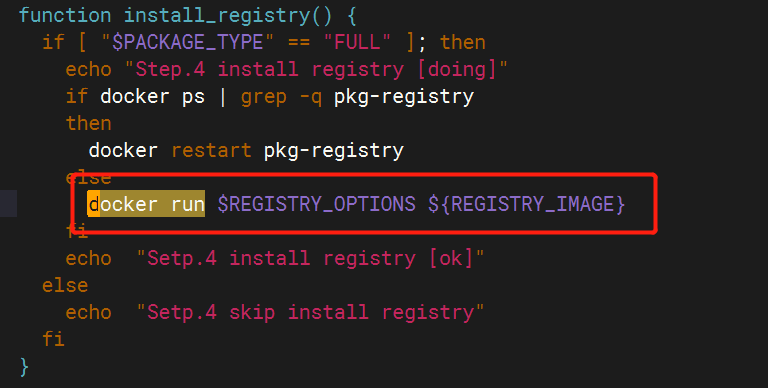 function install_registry() {
if [ "$PACKAGE_TYPE" == "FULL" ]; then
echo "Step.4 install registry [doing]"
if docker ps | grep -q pkg-registry
then
docker restart pkg-registry
else
docker run $REGISTRY_OPTIONS ${REGISTRY_IMAGE}
fi
echo  "Setp.4 install registry [ok]"
else
echo  "Setp.4 skip install registry"
fi
}